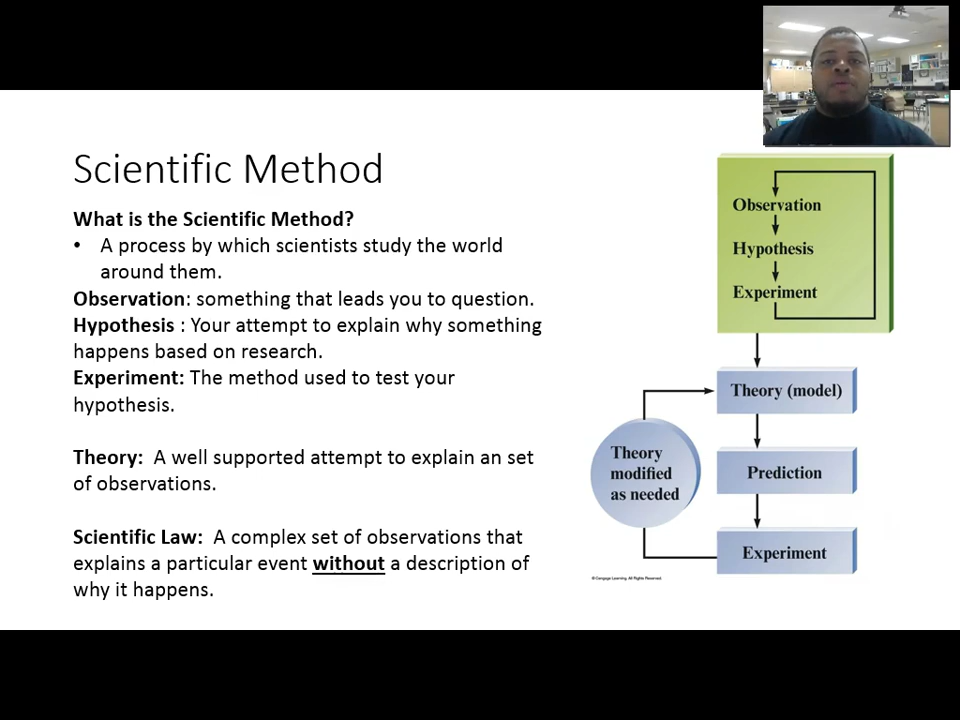 Scientific Method
What is the Scientific Method?
• A process by which scientists study the world
around them.
Observation: something that leads you to question.
Hypothesis : Your attempt to explain why something
happens based on research.
Experiment: The method used to test your
hypothesis.
Theory: A well supported attempt to explain an set
of observations.
Scientific Law: A complex set of observations that
explains a particular event without a description of
why it happens.
Observation
Hypothesis
Experiment
Theory (model)
Theory
modified
as needed
Prediction
Experiment
© Cengage Learning. All Rights Reserved.